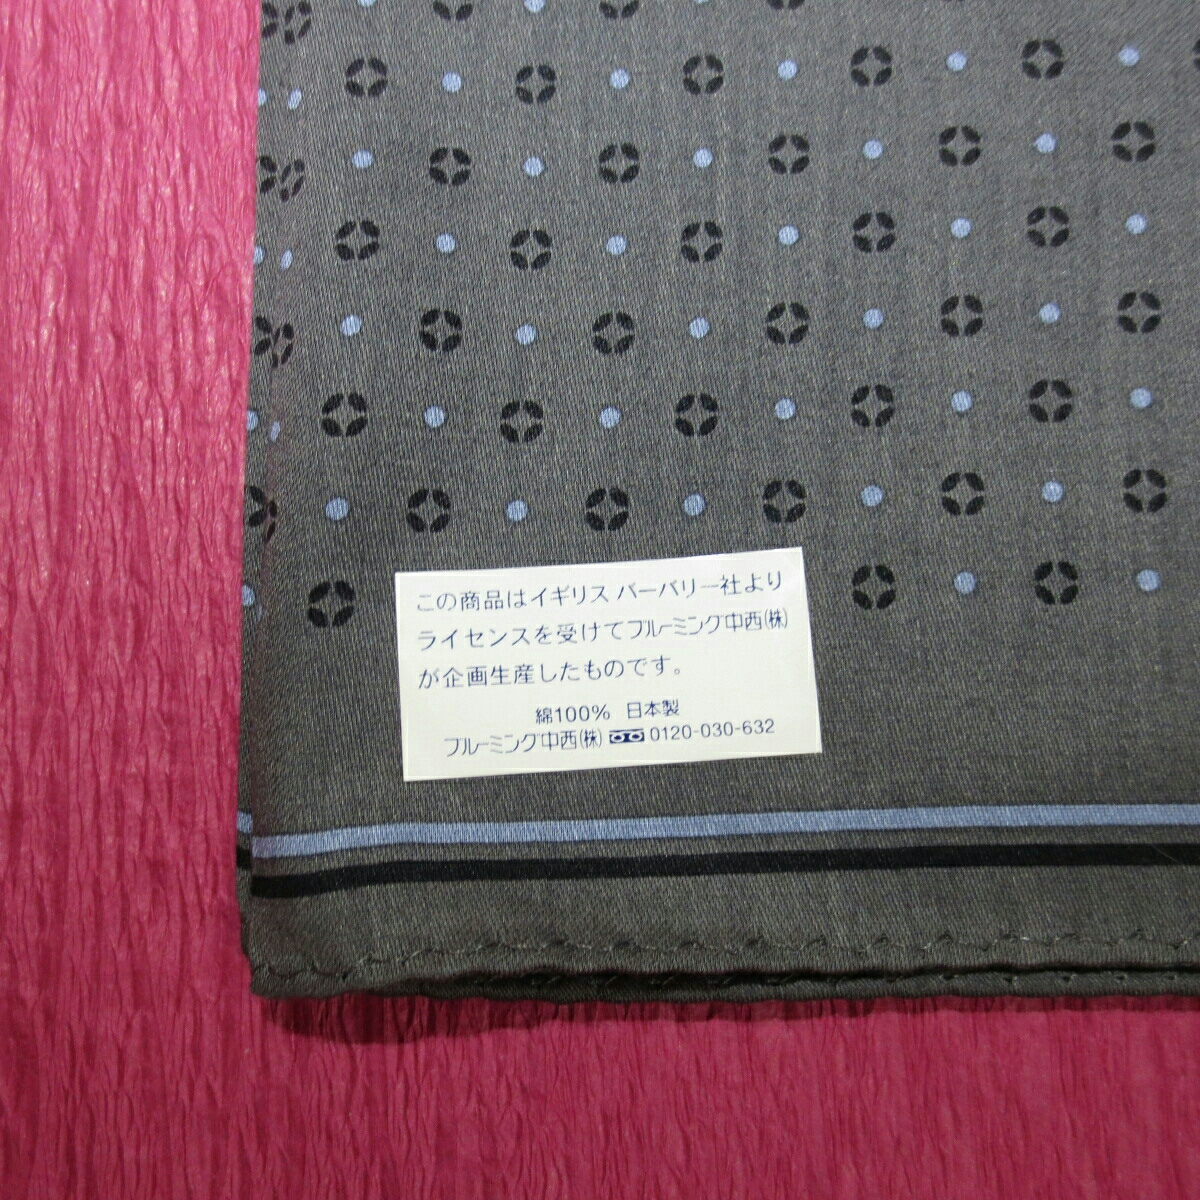 この商品はイギリス バーバリー社より
ライセンスを受けてブルーミング中西㈱
が企画生産したものです。
綿100% 日本製
ブルーミング中西㈱ 0120-030-632